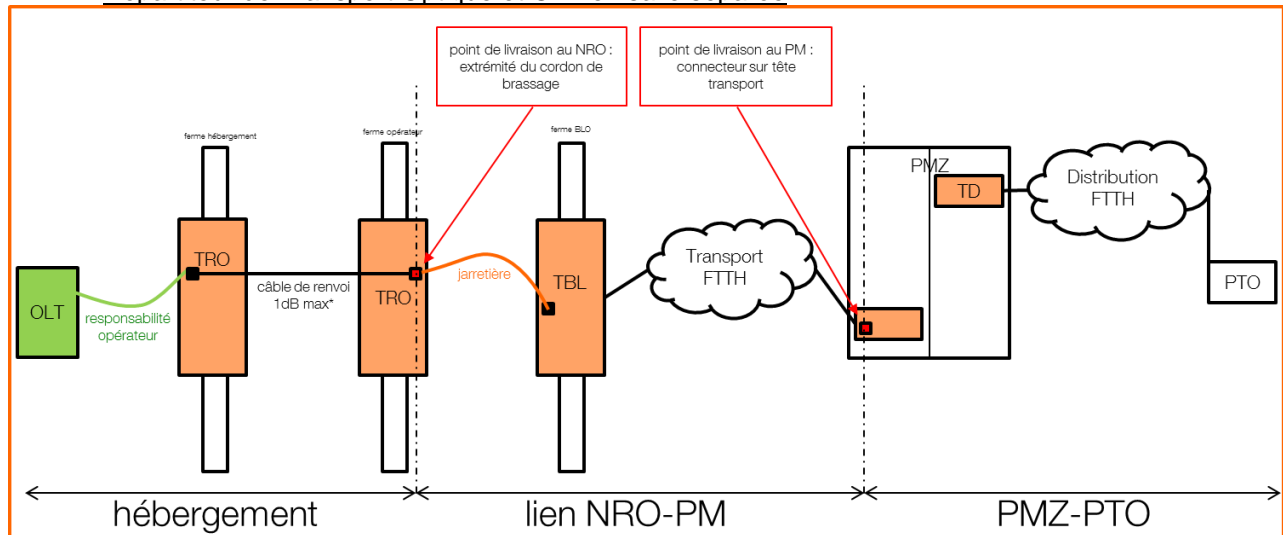 point de livraison au NRO :
extrémité du cordon de
brassage
point de livraison au PM :
connecteur sur tête
transport
ferme hébergement
ferme opérateur
ferme BLO
PMZ
TD
Distribution
FTTH
TRO
câble de renvoi
1dB max*
TRO
jarretière
TBL
Transport
FTTH
PTO
OLT
responsabilité
opérateur
hébergement
lien NRO-PM
PMZ-PTO